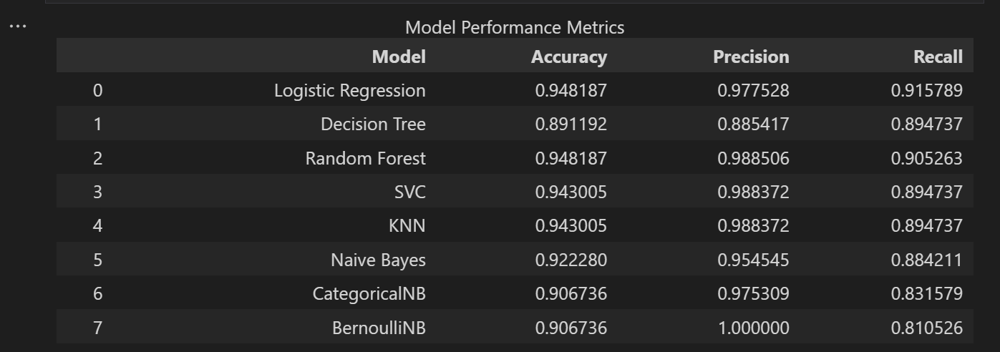 ...
Model Performance Metrics
Model Accuracy Precision Recall
0 Logistic Regression 0.948187 0.977528 0.915789
1 Decision Tree 0.891192 0.885417 0.894737
2 Random Forest 0.948187 0.988506 0.905263
3 SVC 0.943005 0.988372 0.894737
4 KNN 0.943005 0.988372 0.894737
5 Naive Bayes 0.922280 0.954545 0.884211
6 CategoricalNB 0.906736 0.975309 0.831579
7 BernoulliNB 0.906736 1.000000 0.810526